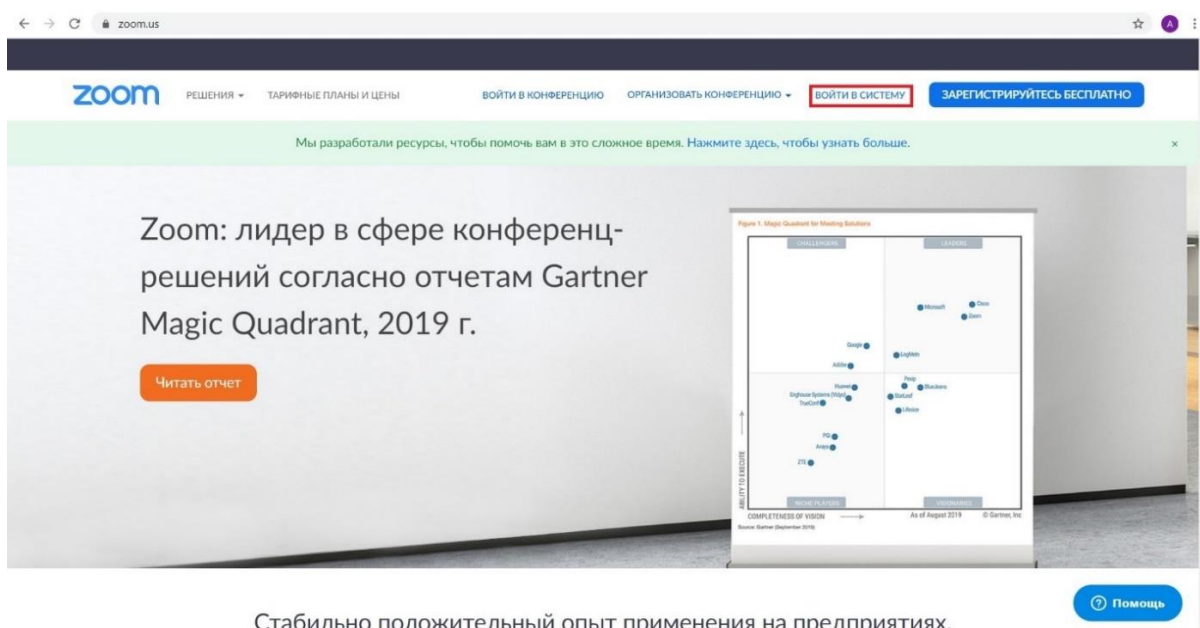 zoom.us
A
zoom
РЕШЕНИЯ
ТАРИФНЫЕ ПЛАНЫ И ЦЕНЫ
ВОЙТИ В КОНФЕРЕНЦИЮ
ОРГАНИЗОВАТЬ КОНФЕРЕНЦИЮ
ВОЙТИ В СИСТЕМУ
ЗАРЕГИСТРИРУЙТЕСЬ БЕСПЛАТНО
Мы разработали ресурсы, чтобы помочь вам в это сложное время. Нажмите здесь, чтобы узнать больше.
Zoom: лидер в сфере конференц-
решений согласно отчетам Gartner
Magic Quadrant, 2019 г.
Читать отчет
Figure 1. Magic Quadrant for Meeting Solutions
CHALLENGERS
LEADERS
Microsoft
Cisco
Zoom
Google
LogMeIn
Adobe
Huawei
Pexip
BlueJeans
Enghouse Systems (Vidyo)
StarLeaf
TrueConf
Lifesize
PGi
Avaya
ZTE
ABILITY TO EXECUTE
NICHE PLAYERS
VISIONARIES
COMPLETENESS OF VISION
As of August 2019
© Gartner, Inc
Source: Gartner (September 2019)
Помощь
Стабильно положительный опыт применения на предприятиях.